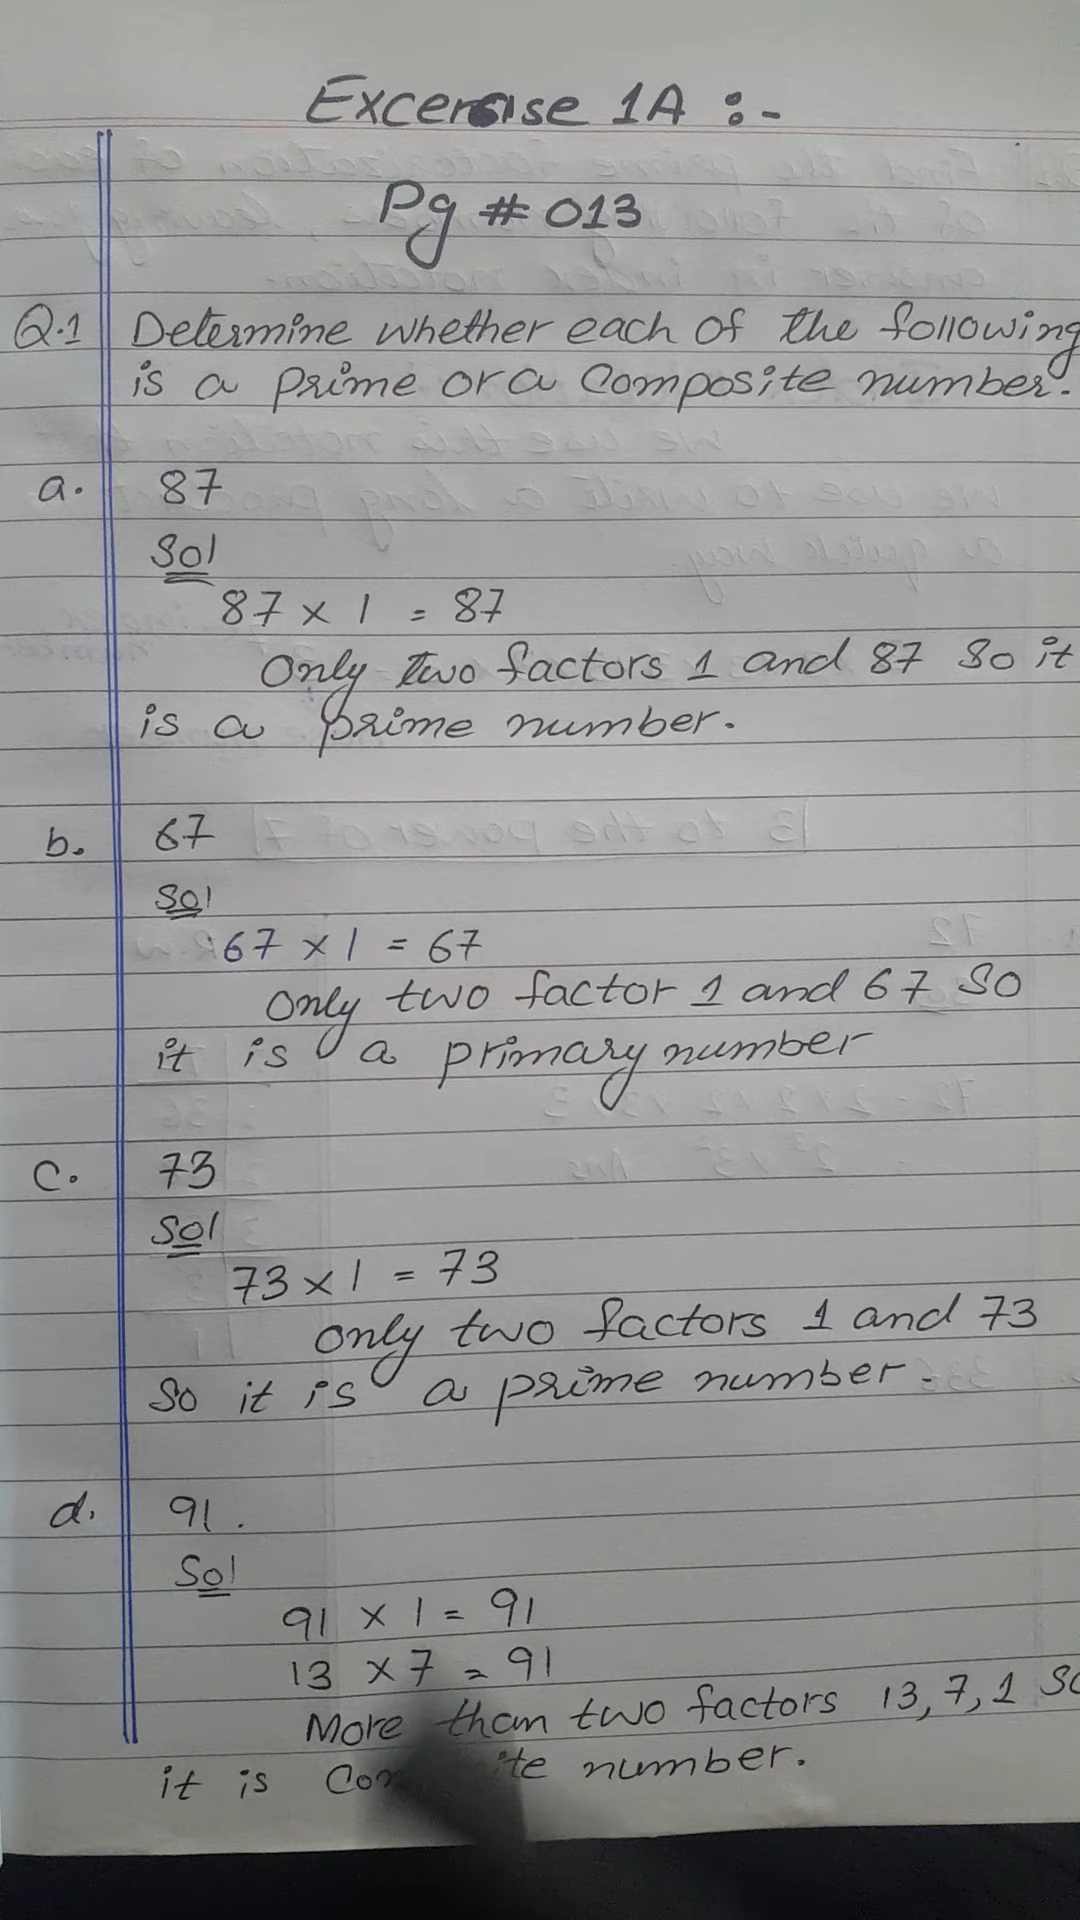 Excersise 1A :-
Pg # 013
Q.1 Determine whether each of the following
is a prime or a Composite number.
a. 87
Sol
87 x 1 = 87
Only two factors 1 and 87 So it
is a prime number.
b. 67
Sol
67 x 1 = 67
Only two factor 1 and 67 So
it is a primary number
c. 73
Sol
73 x 1 = 73
Only two factors 1 and 73
So it is a prime number.
d. 91.
Sol
91 x 1 = 91
13 x 7 = 91
More than two factors 13, 7, 1 So
it is number.